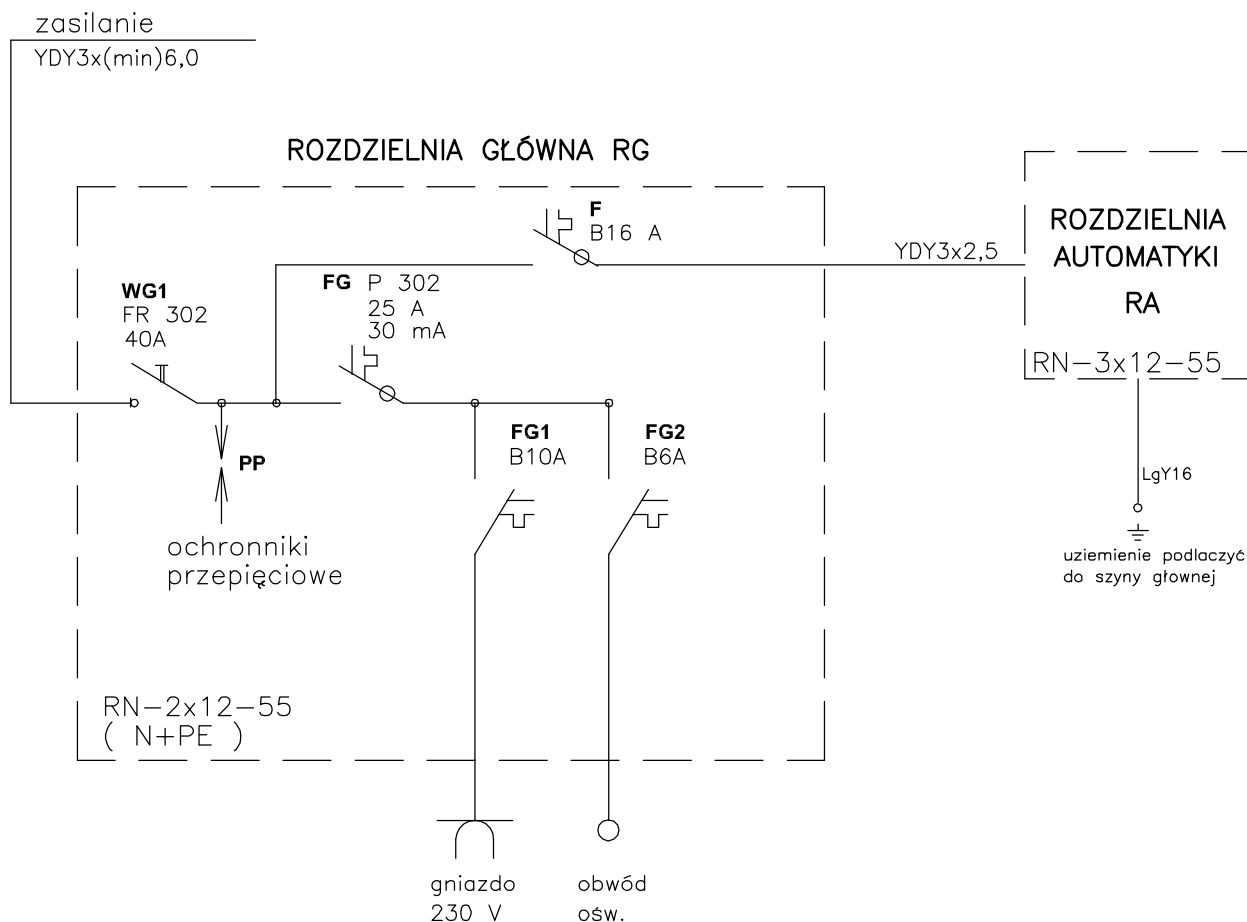 zasilanie
YDY3x(min)6,0
ROZDZIELNIA GŁÓWNA RG
F
B16 A
YDY3x2,5
ROZDZIELNIA
AUTOMATYKI
RA
RN-3x12-55
WG1
FR 302
40A
FG P 302
25 A
30 mA
FG1
B10A
FG2
B6A
PP
ochronniki
przepięciowe
LgY16
uziemienie podlaczyć
do szyny głownej
RN-2x12-55
( N+PE )
gniazdo
230 V
obwód
ośw.